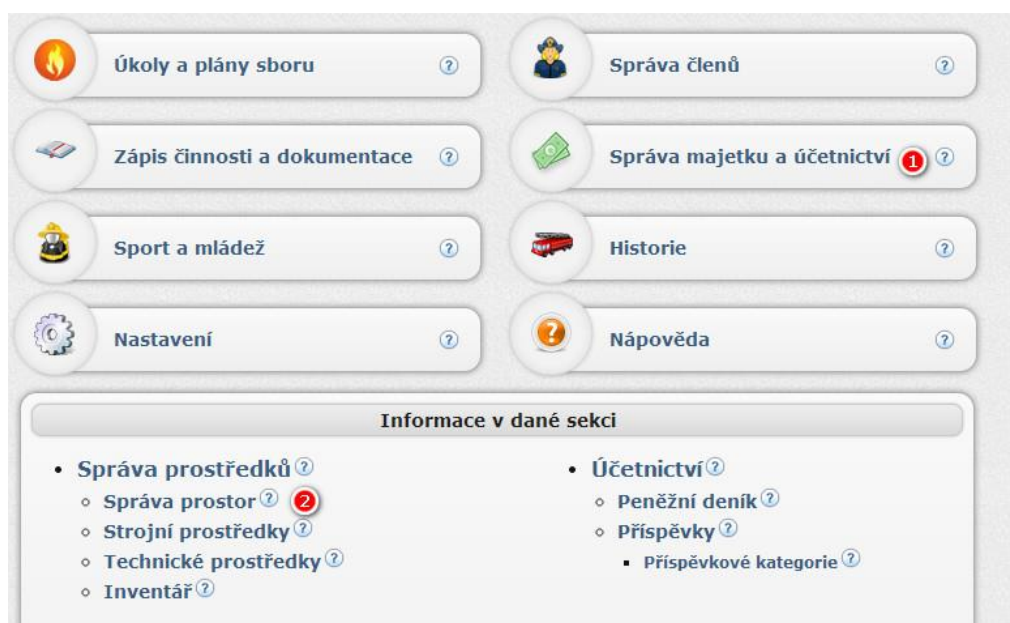 Úkoly a plány sboru ?
Správa členů ?
Zápis činnosti a dokumentace ?
Správa majetku a účetnictví 1 ?
Sport a mládež ?
Historie ?
Nastavení ?
? Nápověda ?
Informace v dané sekci
• Správa prostředků ?
Správa prostor ? 2
Strojní prostředky ?
Technické prostředky ?
Inventář ?
• Účetnictví ?
Peněžní deník ?
Příspěvky ?
Příspěvkové kategorie ?